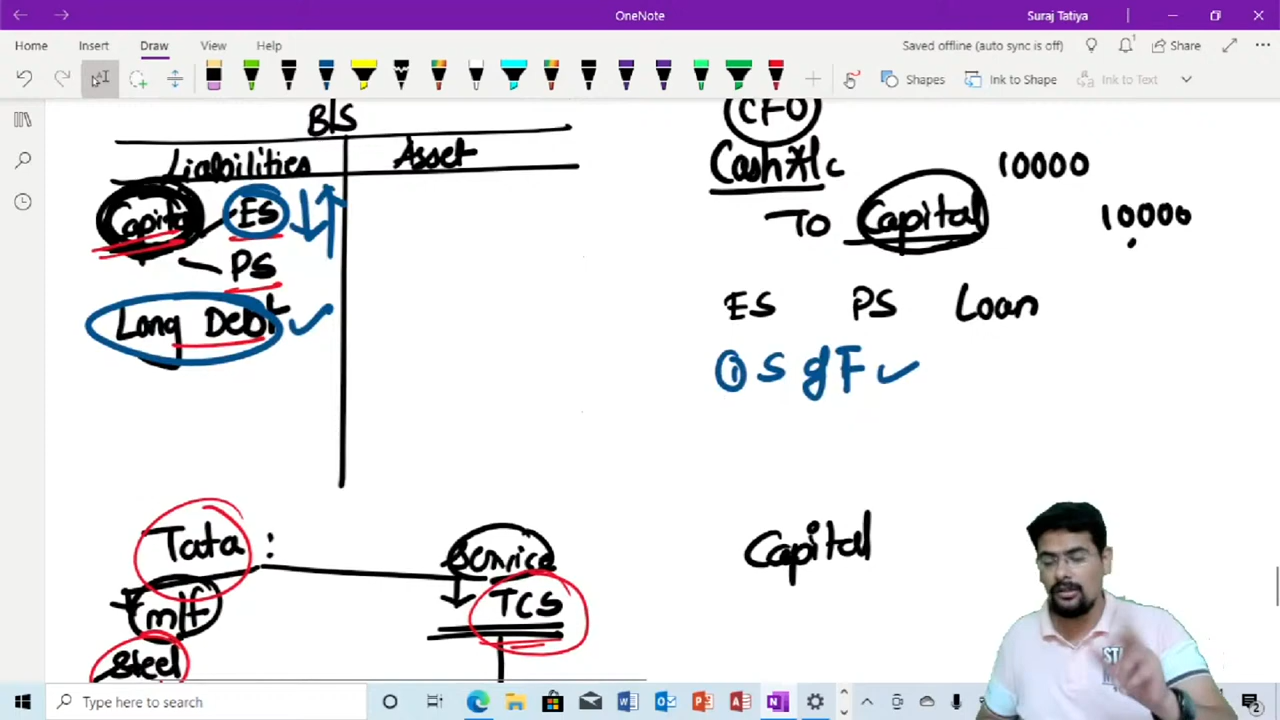 OneNote
Suraj Tatiya
Home Insert Draw View Help
Saved offline (auto sync is off)
Share
Shapes
Ink to Shape
Ink to Text
B/S
Liabilities Asset
Capital ES
PS
Long Debt
CFO
Cash A/c 10000
To Capital 10000
ES PS Loan
① S of F ✓
Tata :
Service
m/f
TCS
Steel
Capital
Type here to search